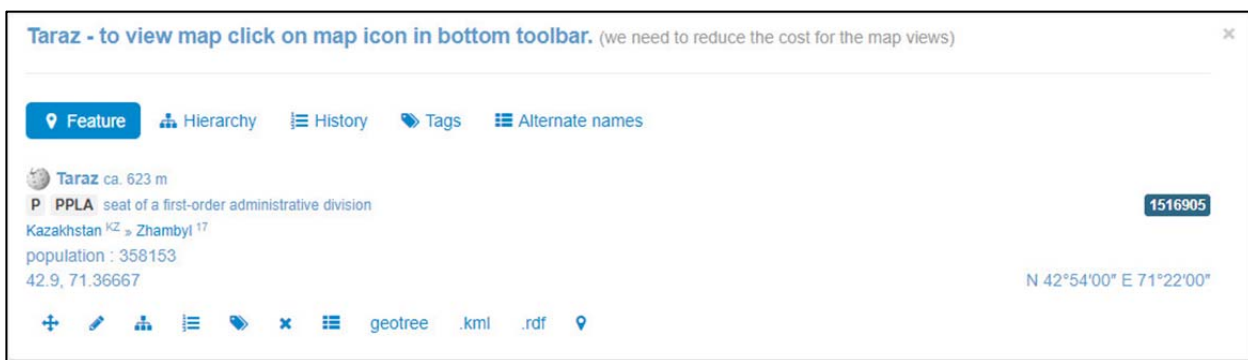 Taraz - to view map click on map icon in bottom toolbar. (we need to reduce the cost for the map views) ×
Feature Hierarchy History Tags Alternate names
Taraz ca. 623 m
P PPLA seat of a first-order administrative division 1516905
Kazakhstan KZ » Zhambyl 17
population : 358153
42.9, 71.36667 N 42°54'00" E 71°22'00"
geotree .kml .rdf